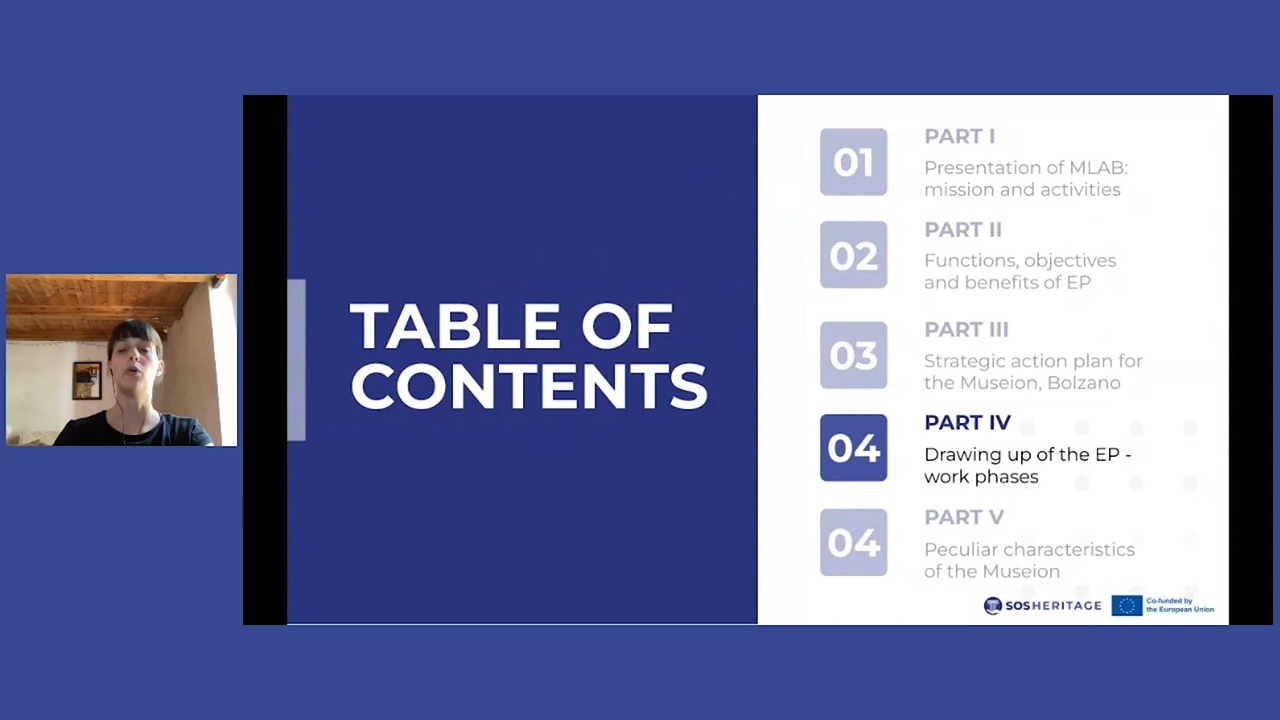 TABLE OF
CONTENTS
01
PART I
Presentation of MLAB:
mission and activities
02
PART II
Functions, objectives
and benefits of EP
03
PART III
Strategic action plan for
the Museion, Bolzano
04
PART IV
Drawing up of the EP -
work phases
04
PART V
Peculiar characteristics
of the Museion
SOSHERITAGE
Co-funded by
the European Union